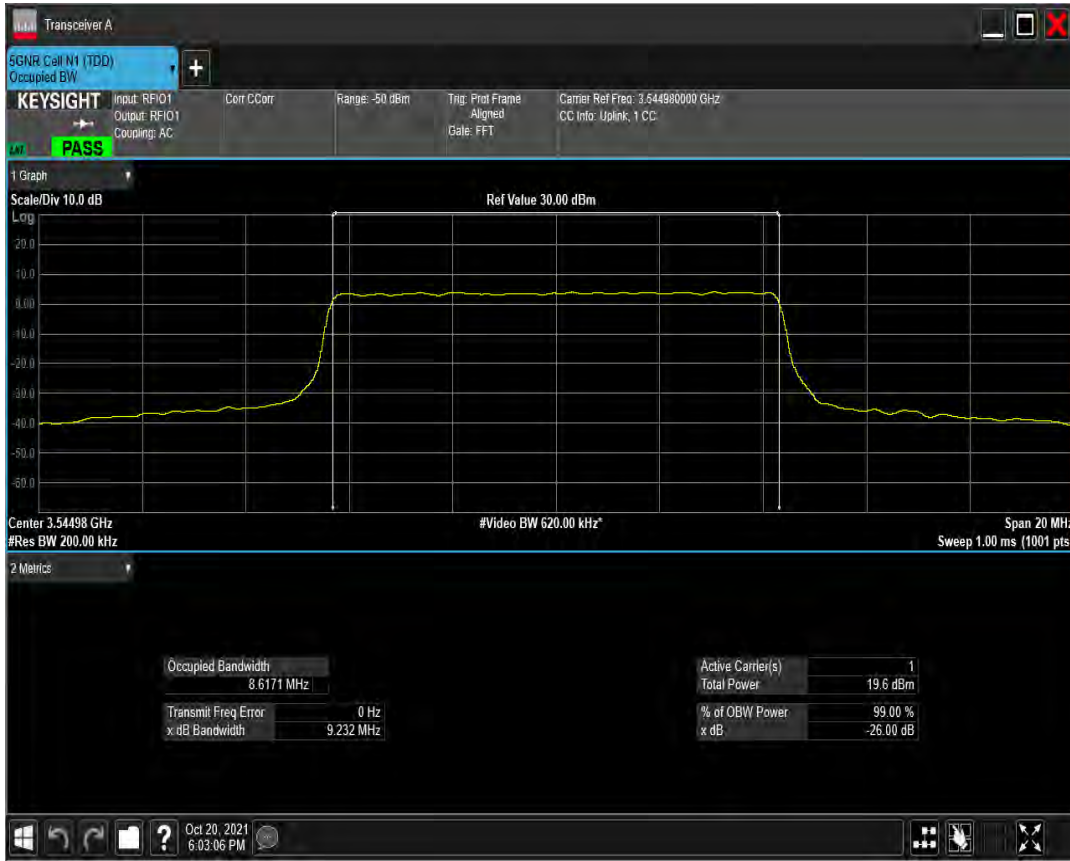 Transceiver A
5GNR Cell N1 (TDD)
Occupied BW
+
KEYSIGHT
Input: RFIO1
Output: RFIO1
Coupling: AC
Corr CCorr
Range: -50 dBm
Trig: Prot Frame
Aligned
Gate: FFT
Carrier Ref Freq: 3.544980000 GHz
CC Info: Uplink, 1 CC
PASS
1 Graph
Scale/Div 10.0 dB
Ref Value 30.00 dBm
Log
20.0
10.0
0.00
-10.0
-20.0
-30.0
-40.0
-50.0
-60.0
Center 3.54498 GHz
#Video BW 620.00 kHz*
Span 20 MHz
#Res BW 200.00 kHz
Sweep 1.00 ms (1001 pts
2 Metrics
Occupied Bandwidth
8.6171 MHz
Transmit Freq Error 0 Hz
x dB Bandwidth 9.232 MHz
Active Carrier(s) 1
Total Power 19.6 dBm
% of OBW Power 99.00 %
x dB -26.00 dB
?
Oct 20, 2021
6:03:06 PM